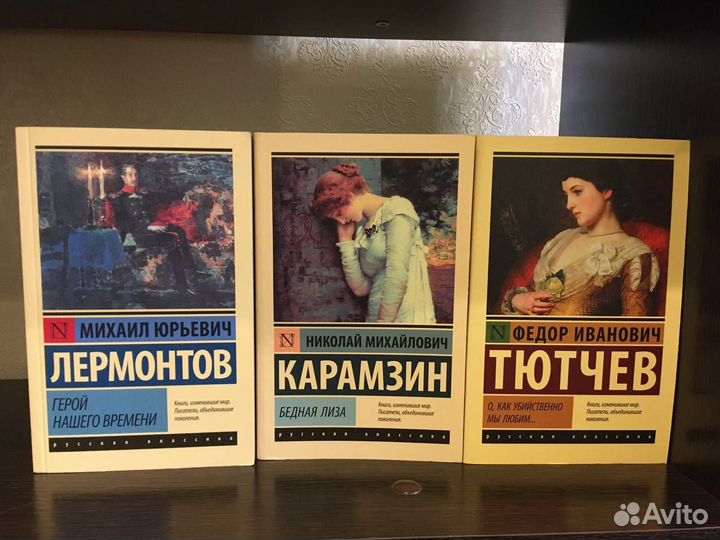 N
МИХАИЛ ЮРЬЕВИЧ
ЛЕРМОНТОВ
ГЕРОЙ
НАШЕГО ВРЕМЕНИ
Книги, изменившие мир.
Писатели, объединившие
поколения.
русская классика
N
НИКОЛАЙ МИХАЙЛОВИЧ
КАРАМЗИН
БЕДНАЯ ЛИЗА
Книги, изменившие мир.
Писатели, объединившие
поколения.
русская классика
N
ФЕДОР ИВАНОВИЧ
ТЮТЧЕВ
О, КАК УБИЙСТВЕННО
МЫ ЛЮБИМ...
Книги, изменившие мир.
Писатели, объединившие
поколения.
русская классика
Avito